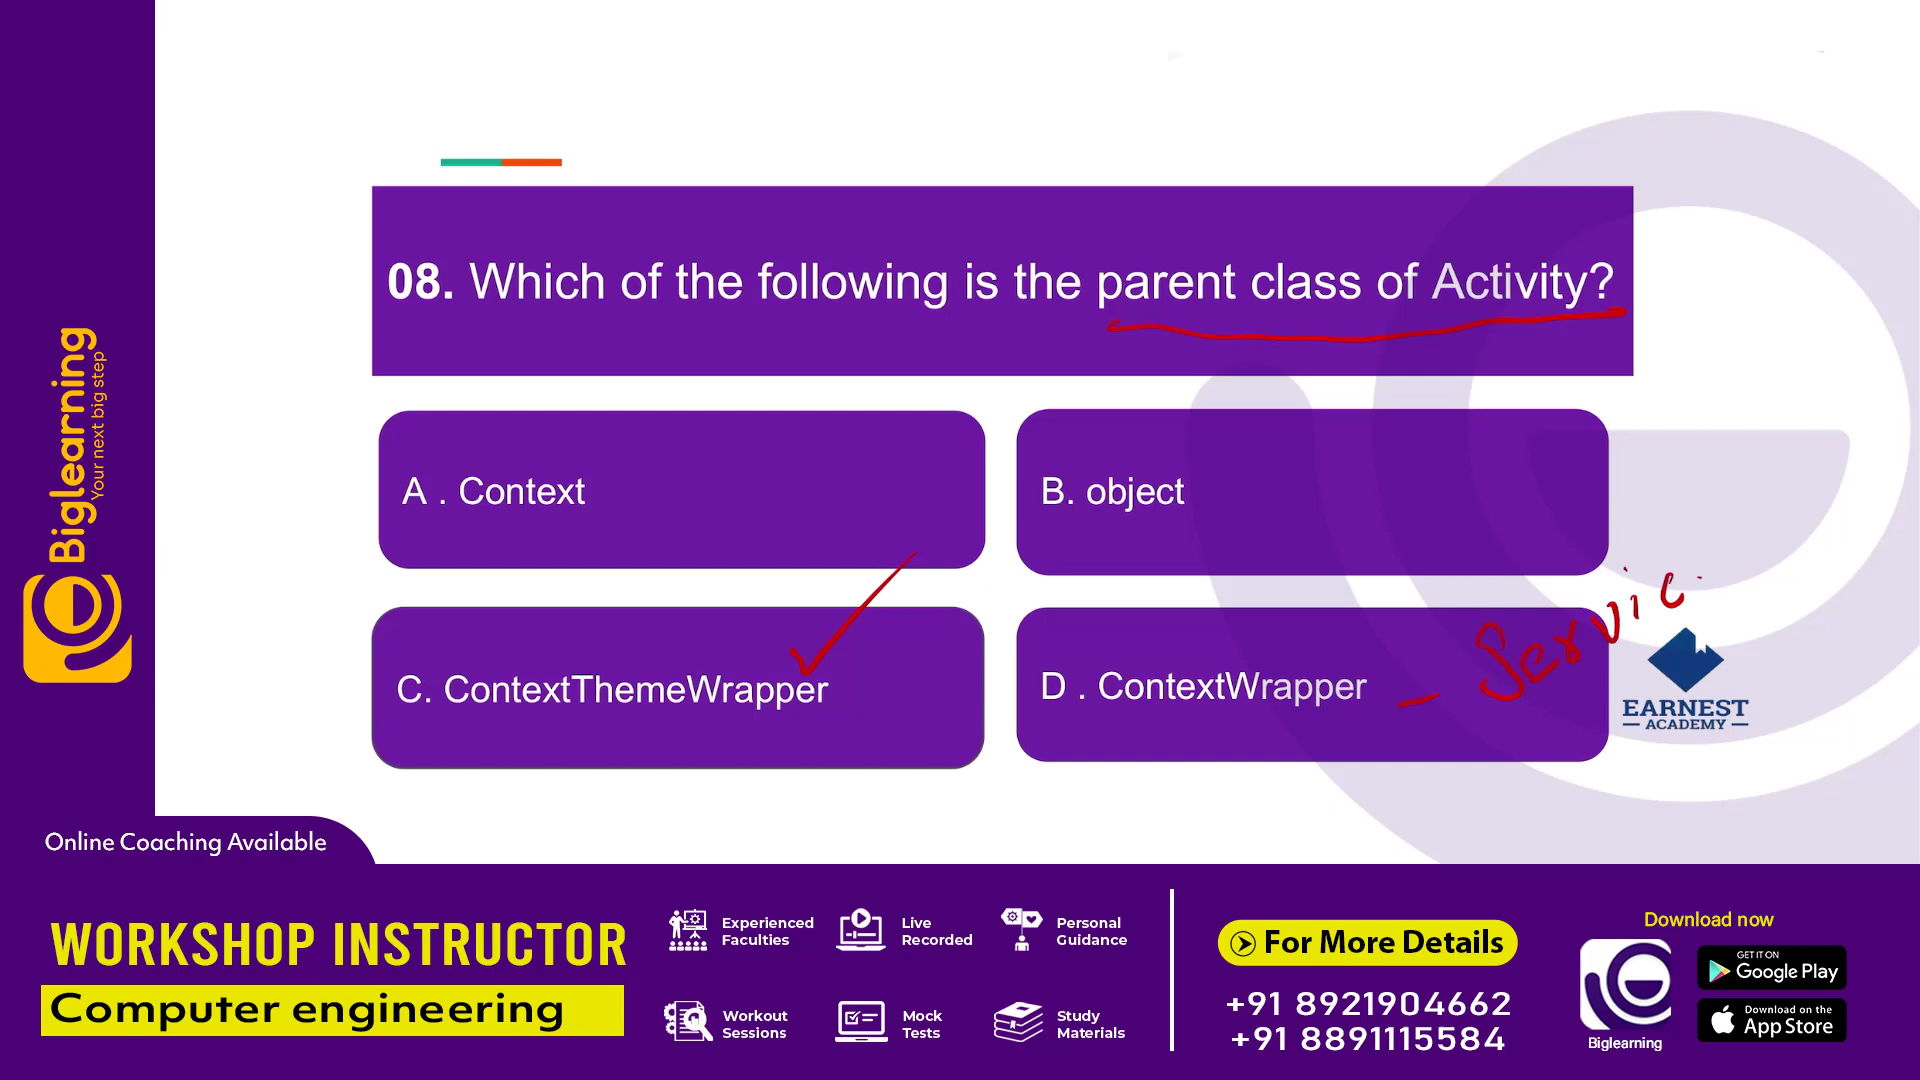 08. Which of the following is the parent class of Activity?
A . Context
B. object
C. ContextThemeWrapper
D . ContextWrapper
- Servic
EARNEST
ACADEMY
Biglearning
Your next big step
Online Coaching Available
WORKSHOP INSTRUCTOR
Computer engineering
Experienced
Faculties
Live
Recorded
Personal
Guidance
Workout
Sessions
Mock
Tests
Study
Materials
For More Details
+91 8921904662
+91 8891115584
Download now
Biglearning
GET IT ON
Google Play
Download on the
App Store